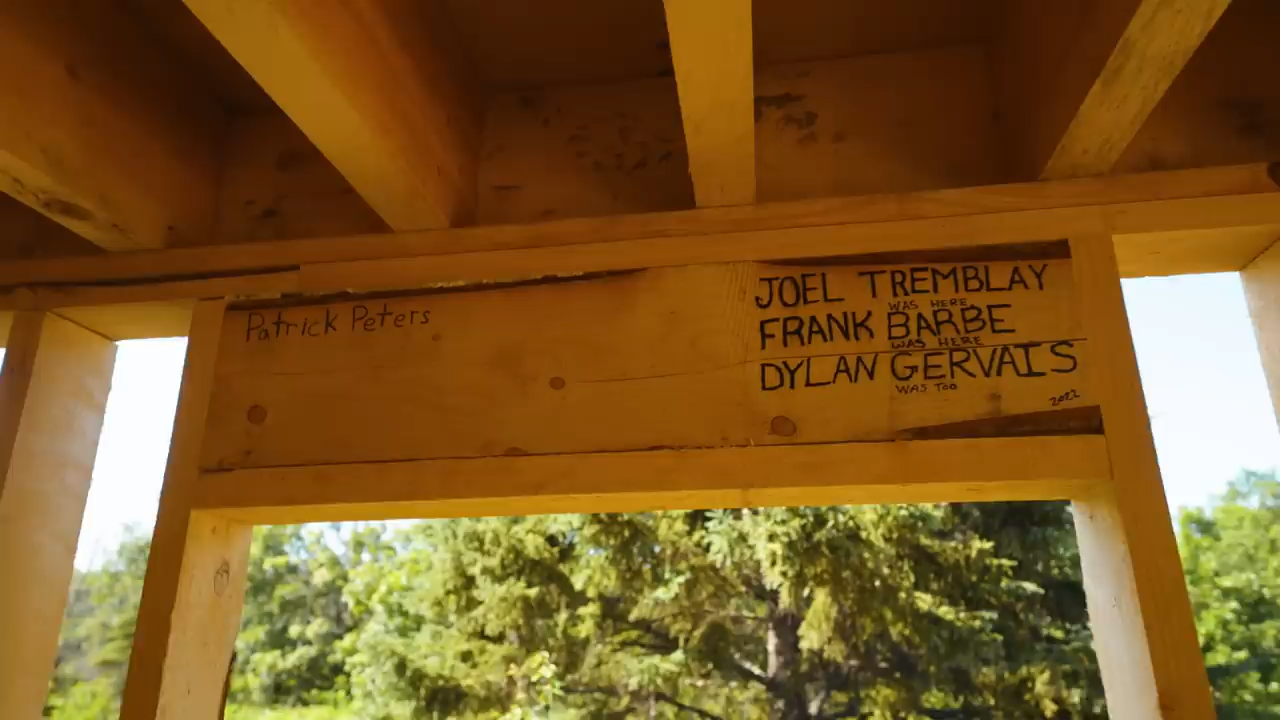 Patrick Peters
JOEL TREMBLAY
WAS HERE
FRANK BARBE
WAS HERE
DYLAN GERVAIS
WAS TOO
2022